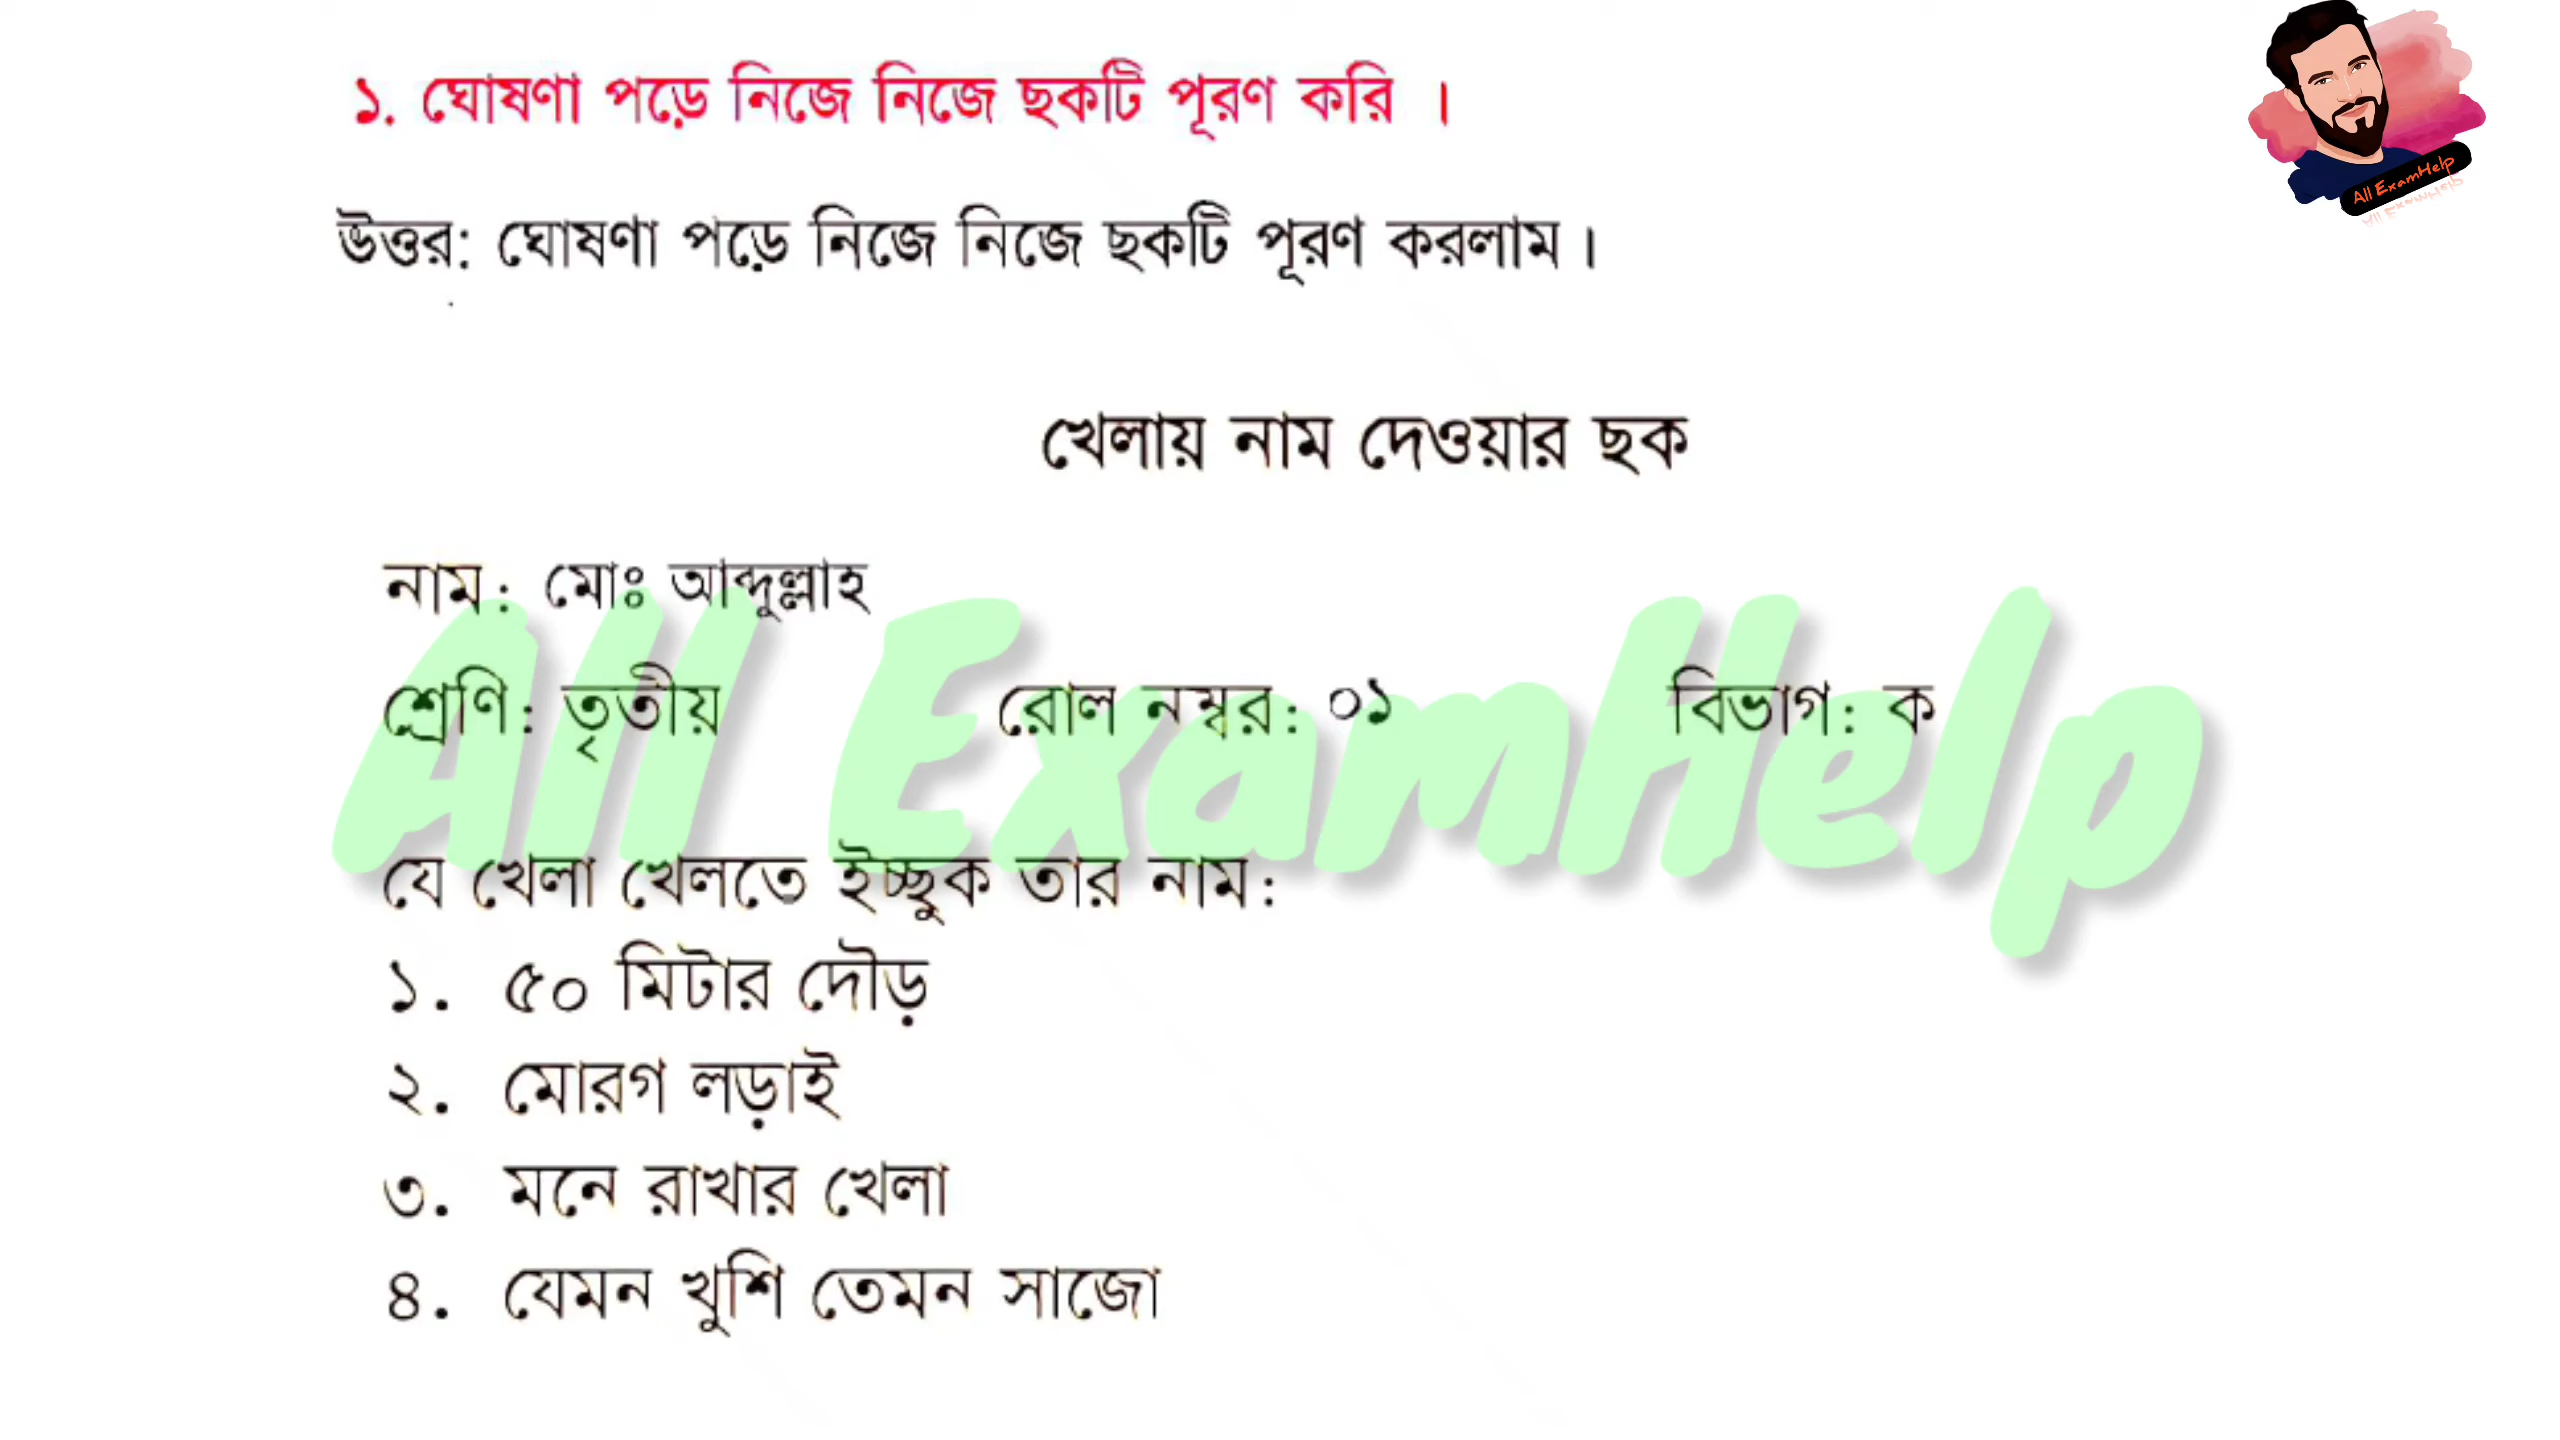 ১. ঘোষণা পড়ে নিজে নিজে ছকটি পূরণ করি ।
All ExamHelp
উত্তর: ঘোষণা পড়ে নিজে নিজে ছকটি পূরণ করলাম।
খেলায় নাম দেওয়ার ছক
নাম: মোঃ আব্দুল্লাহ
শ্রেণি: তৃতীয় রোল নম্বর: ০১ বিভাগ: ক
All ExamHelp
যে খেলা খেলতে ইচ্ছুক তার নাম:
১. ৫০ মিটার দৌড়
২. মোরগ লড়াই
৩. মনে রাখার খেলা
৪. যেমন খুশি তেমন সাজো